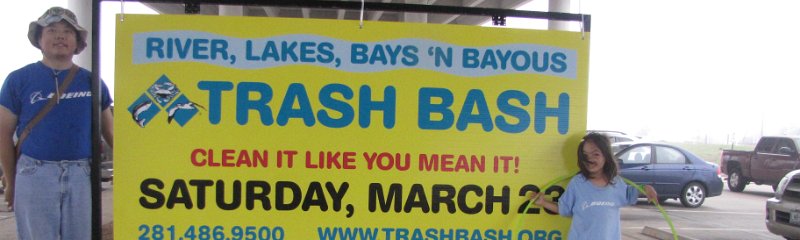 RIVER, LAKES, BAYS 'N BAYOUS
TRASH BASH
CLEAN IT LIKE YOU MEAN IT!
SATURDAY, MARCH
281.486.9500 WWW.TRASHBASH.ORG
BOEING
BOEING